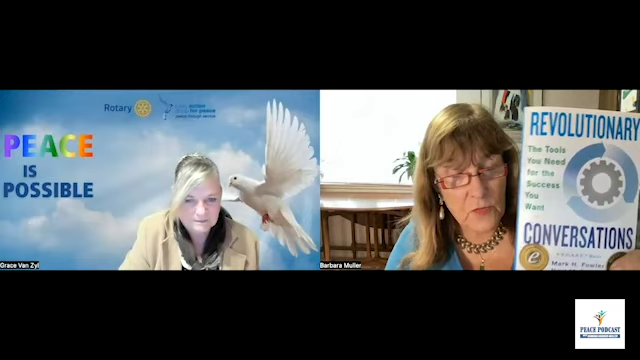 Rotary
PEACE
IS
POSSIBLE
Grace Van Zyl
REVOLUTIONARY
The Tools
You Need
for the
Success
You
Want
CONVERSATIONS
Mark H. Fowler
Barbara Muller
PEACE PODCAST